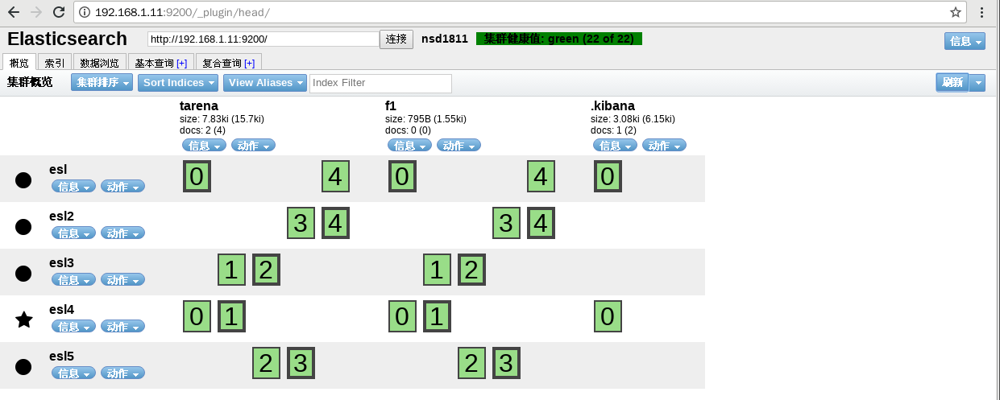 192.168.1.11:9200/_plugin/head/
Elasticsearch http://192.168.1.11:9200/ 连接 nsd1811 集群健康值: green (22 of 22) 信息
概览 索引 数据浏览 基本查询 [+] 复合查询 [+]
集群概览 集群排序 Sort Indices View Aliases Index Filter 刷新
tarena f1 .kibana
size: 7.83ki (15.7ki) size: 795B (1.55ki) size: 3.08ki (6.15ki)
docs: 2 (4) docs: 0 (0) docs: 1 (2)
信息 动作 信息 动作 信息 动作
esl 0 4 0 4 0
信息 动作
esl2 3 4 3 4
信息 动作
esl3 1 2 1 2
信息 动作
esl4 0 1 0 1 0
信息 动作
esl5 2 3 2 3
信息 动作